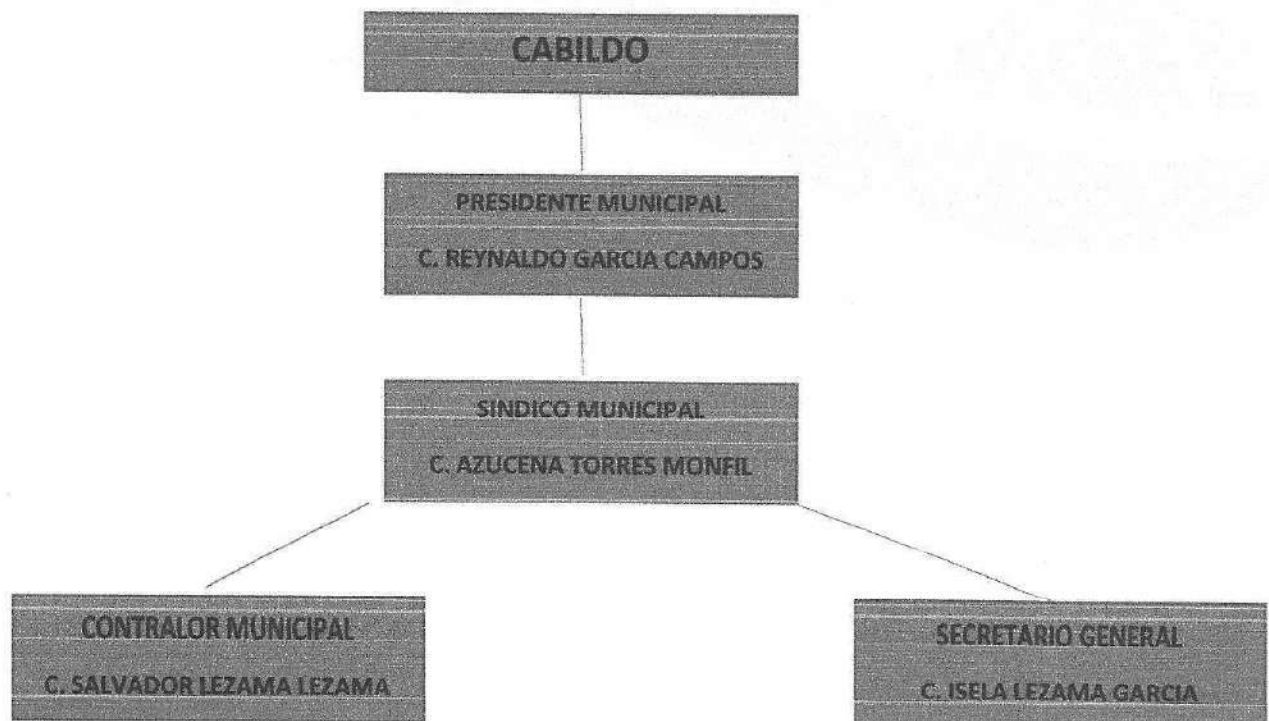 CABILDO
PRESIDENTE MUNICIPAL
C. REYNALDO GARCIA CAMPOS
SINDICO MUNICIPAL
C. AZUCENA TORRES MONFIL
CONTRALOR MUNICIPAL
C. SALVADOR LEZAMA LEZAMA
SECRETARIO GENERAL
C. ISELA LEZAMA GARCIA